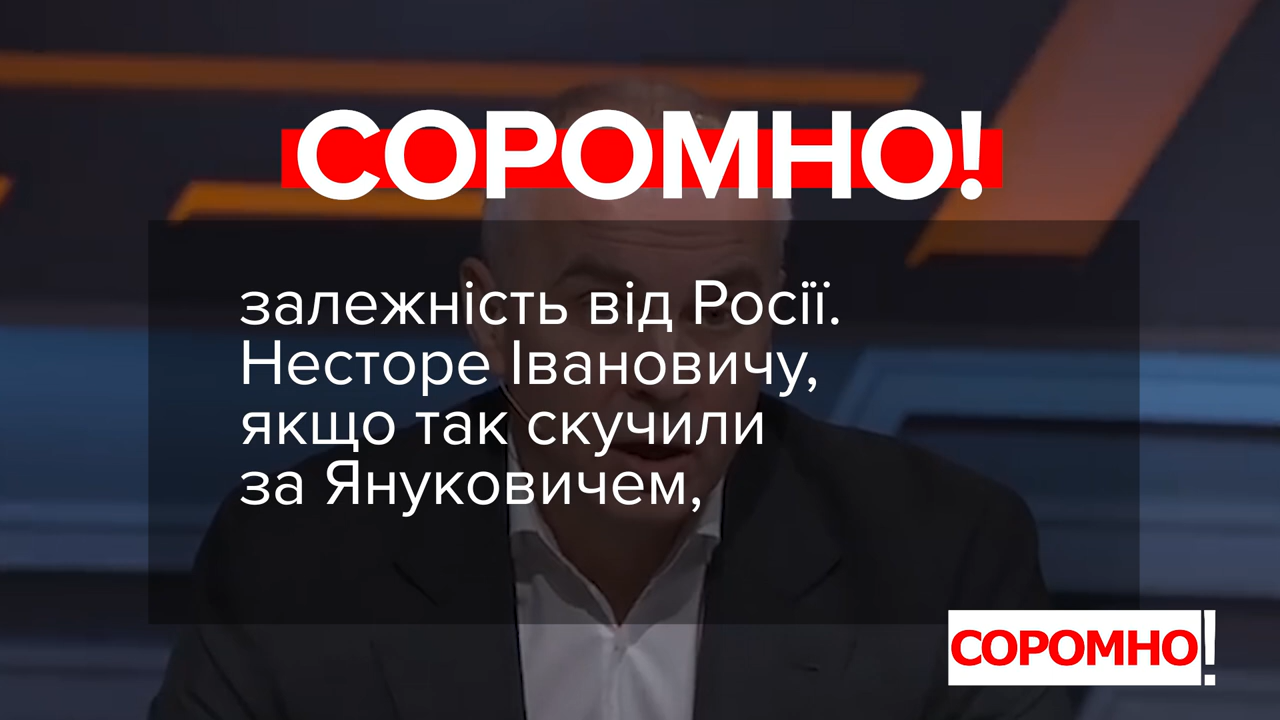 СОРОМНО!
залежність від Росії.
Несторе Івановичу,
якщо так скучили
за Януковичем,
СОРОМНО!